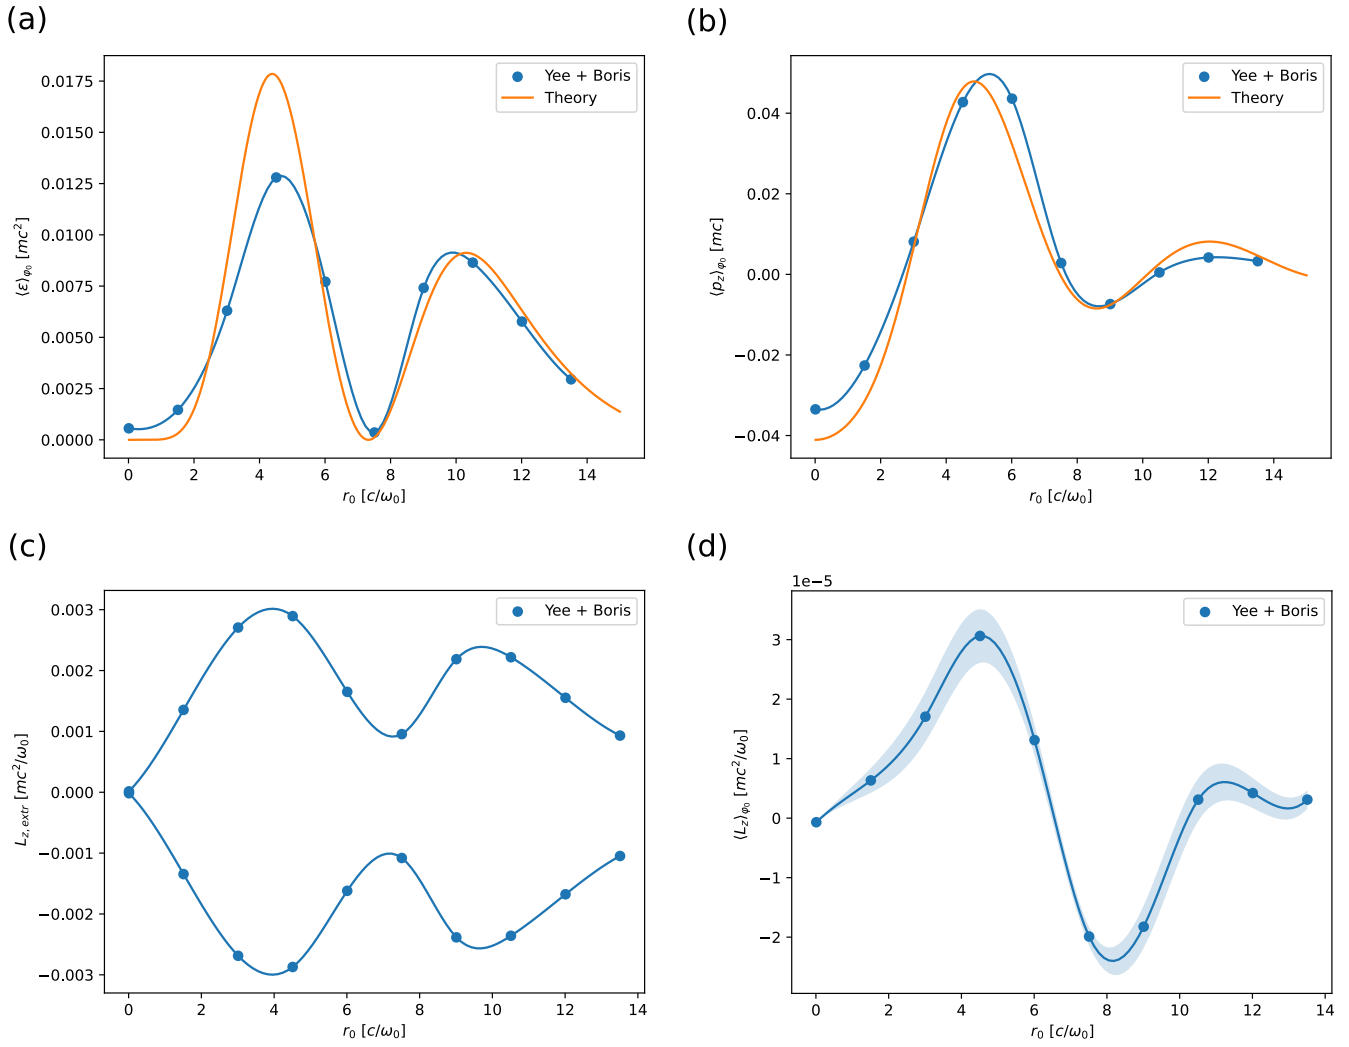 (a)
0.0175
0.0150
0.0125
0.0100
0.0075
0.0050
0.0025
0.0000
⟨ε⟩φ₀ [mc²]
Yee + Boris
Theory
0 2 4 6 8 10 12 14
r₀ [c/ω₀]
(b)
0.04
0.02
0.00
−0.02
−0.04
⟨p_z⟩φ₀ [mc]
Yee + Boris
Theory
0 2 4 6 8 10 12 14
r₀ [c/ω₀]
(c)
0.003
0.002
0.001
0.000
−0.001
−0.002
−0.003
L_z,extr [mc²/ω₀]
Yee + Boris
0 2 4 6 8 10 12 14
r₀ [c/ω₀]
(d)
1e−5
3
2
1
0
−1
−2
⟨L_z⟩φ₀ [mc²/ω₀]
Yee + Boris
0 2 4 6 8 10 12 14
r₀ [c/ω₀]